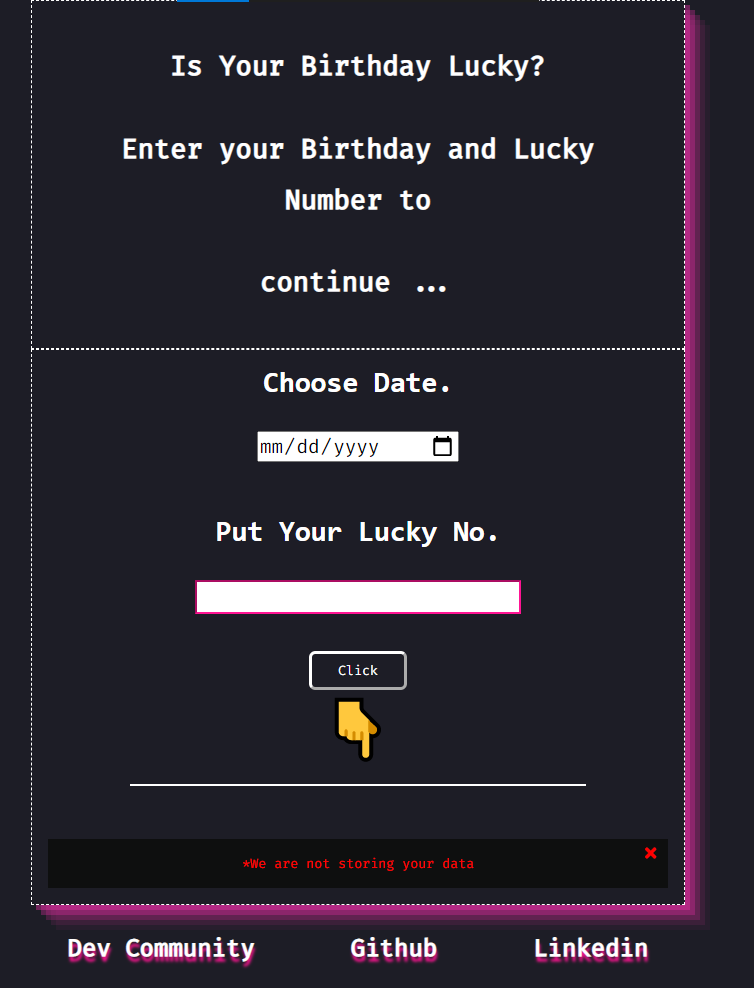 Is Your Birthday Lucky?
Enter your Birthday and Lucky
Number to
continue ...
Choose Date.
mm/dd/yyyy
Put Your Lucky No.
Click
*We are not storing your data
Dev Community Github Linkedin